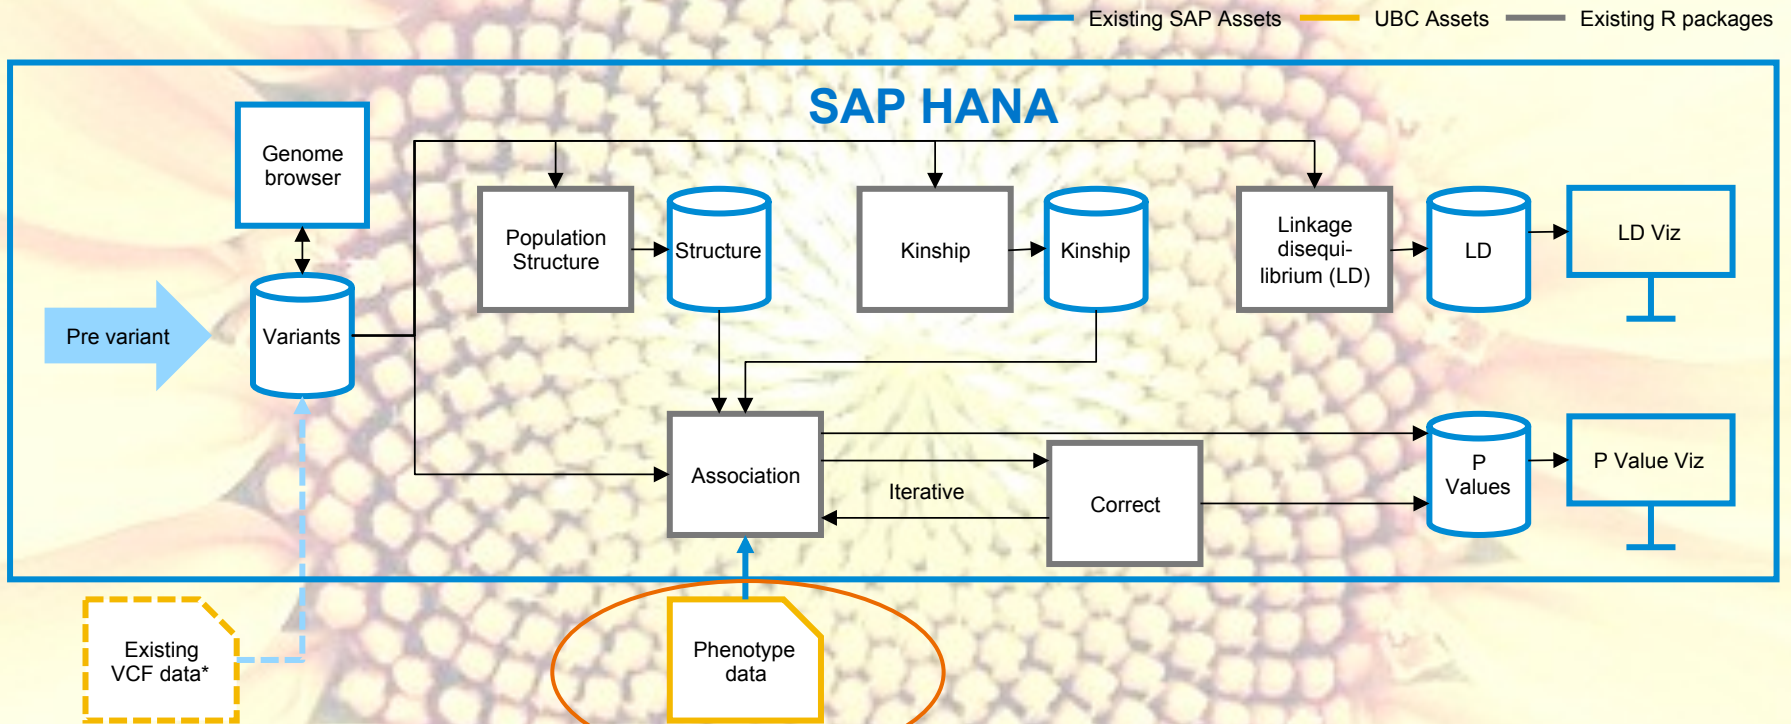 Existing SAP Assets
UBC Assets
Existing R packages
SAP HANA
Genome
browser
Population
Structure
Structure
Kinship
Kinship
Linkage
disequi-
librium (LD)
LD
LD Viz
Pre variant
Variants
Association
Iterative
Correct
P
Values
P Value Viz
Existing
VCF data*
Phenotype
data